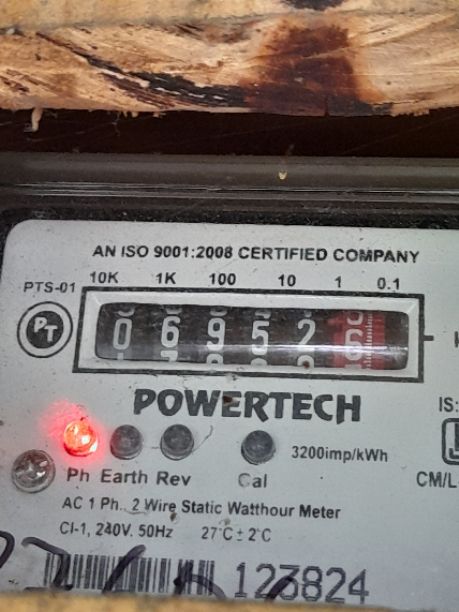 AN ISO 9001:2008 CERTIFIED COMPANY
10K 1K 100 10 1 0.1
PTS-01
PT
0 6 9 5 2
POWERTECH
IS:
3200imp/kWh
Ph Earth Rev Cal
CM/L
AC 1 Ph., 2 Wire Static Watthour Meter
Cl-1, 240V. 50Hz 27°C ± 2°C
123824